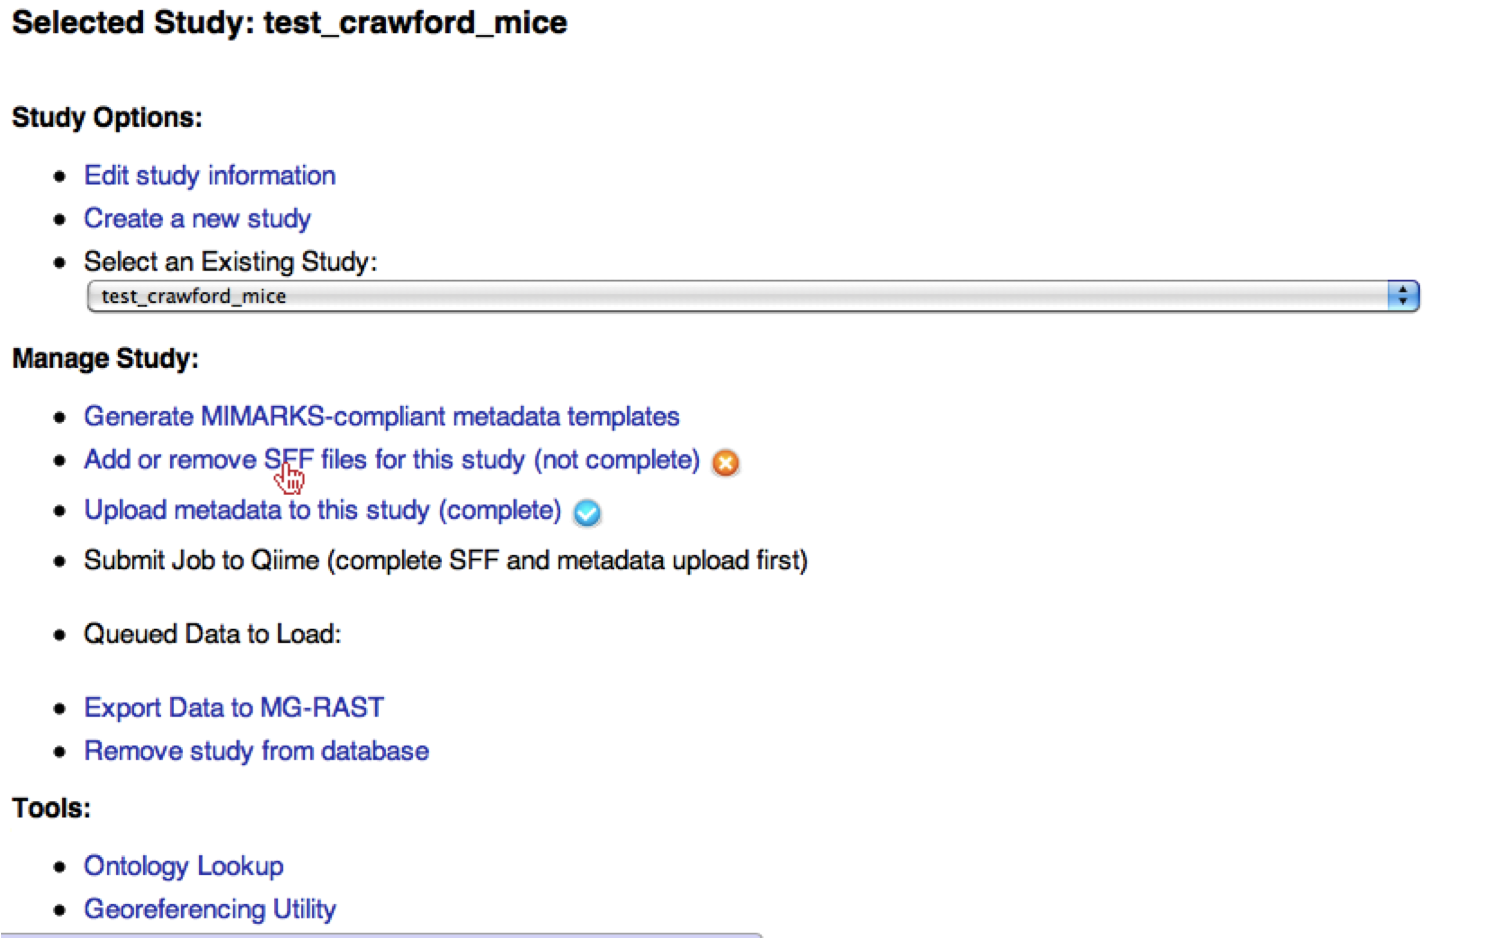 Selected Study: test_crawford_mice
Study Options:
Edit study information
Create a new study
Select an Existing Study:
test_crawford_mice
Manage Study:
Generate MIMARKS-compliant metadata templates
Add or remove SFF files for this study (not complete)
Upload metadata to this study (complete)
Submit Job to Qiime (complete SFF and metadata upload first)
Queued Data to Load:
Export Data to MG-RAST
Remove study from database
Tools:
Ontology Lookup
Georeferencing Utility